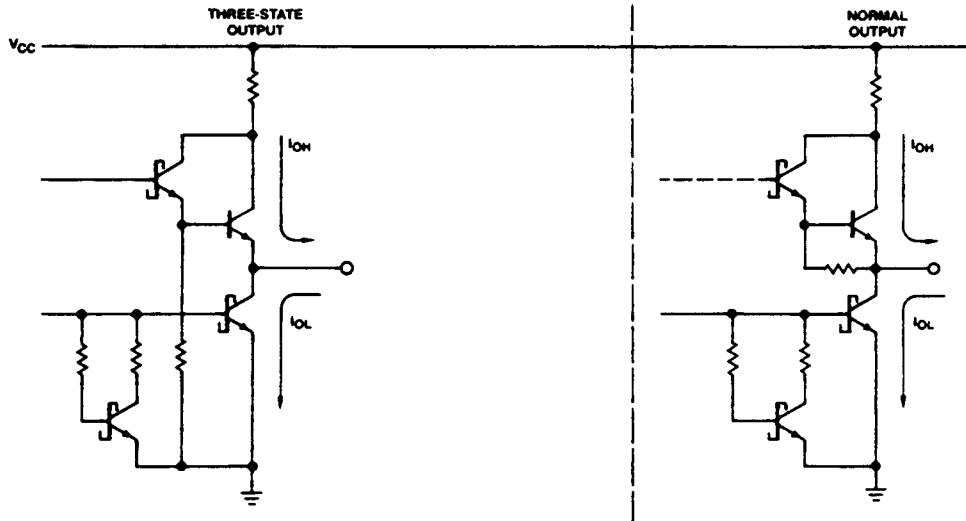 THREE-STATE
OUTPUT
NORMAL
OUTPUT
VCC
IOH
IOH
IOL
IOL